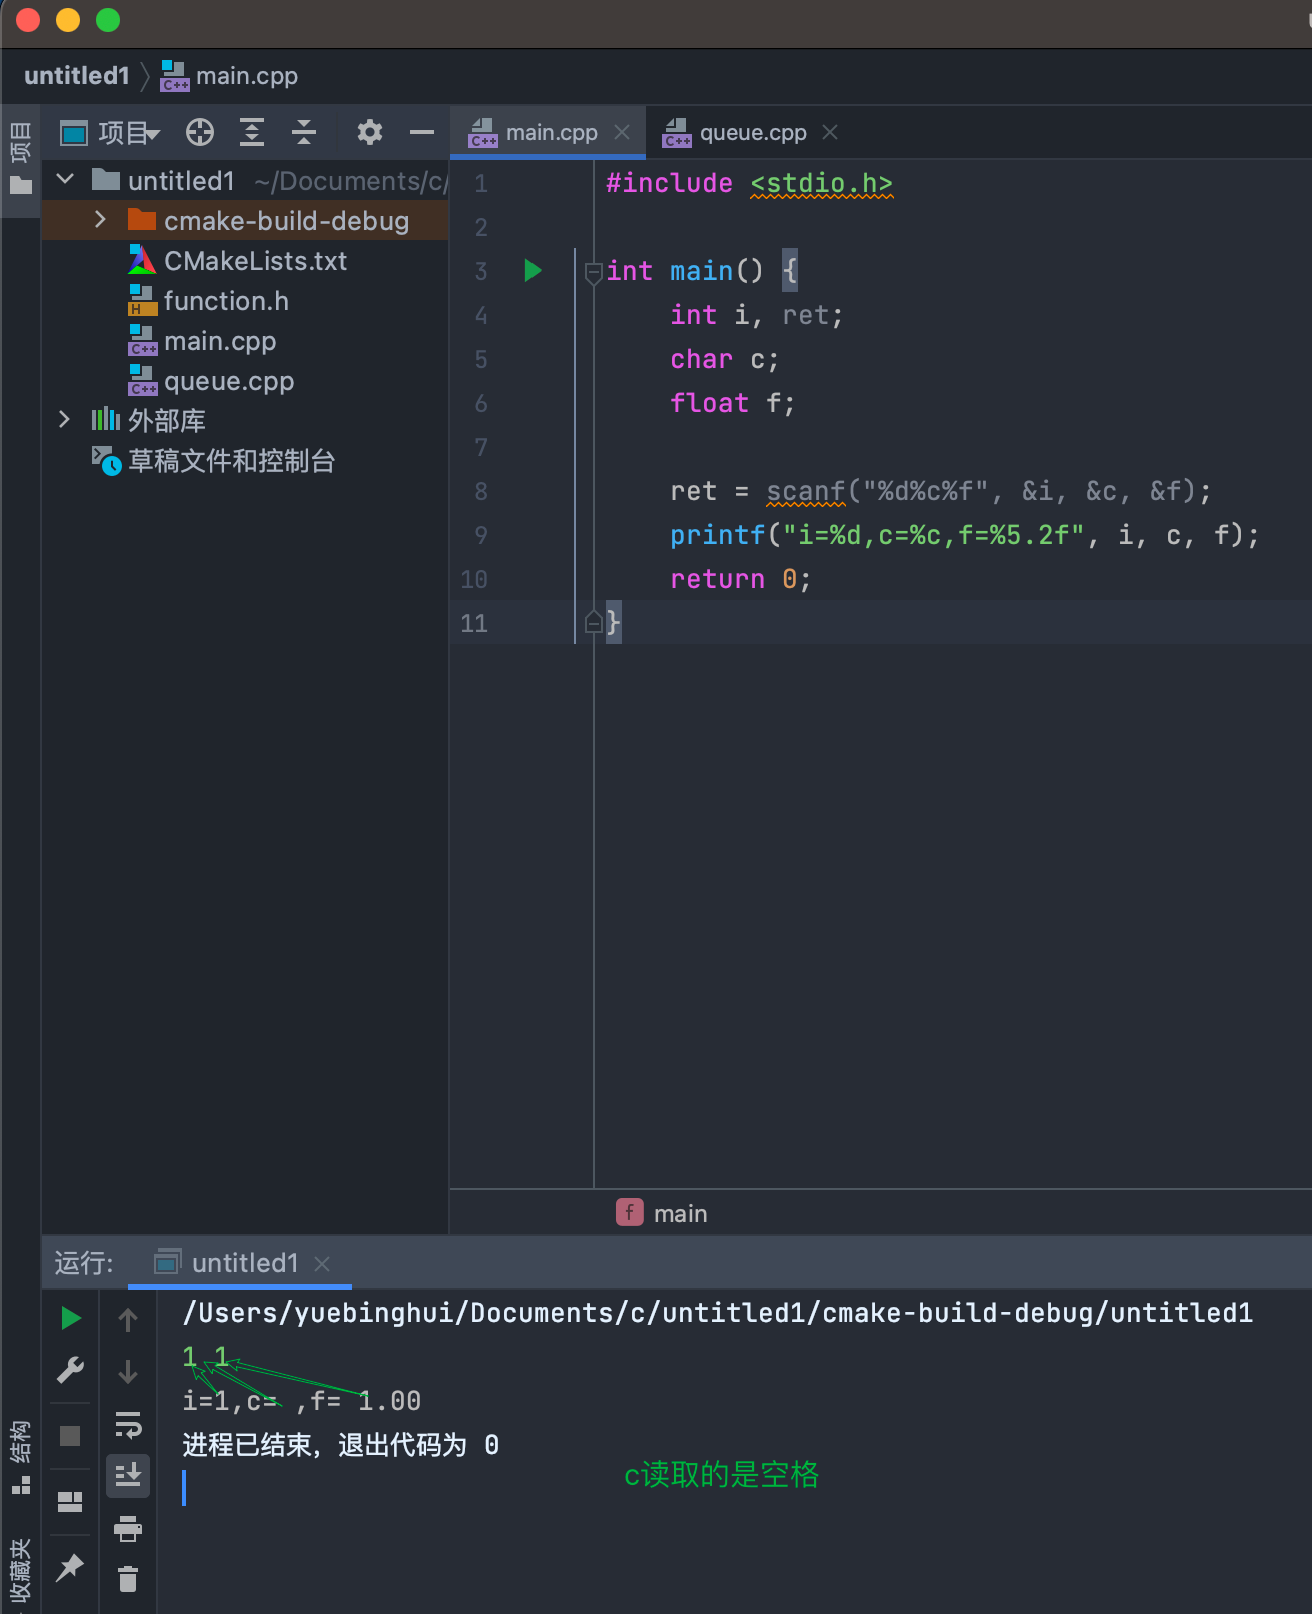 untitled1 〉 main.cpp
项目
项目
main.cpp
queue.cpp
untitled1 ~/Documents/c/
cmake-build-debug
CMakeLists.txt
function.h
main.cpp
queue.cpp
外部库
草稿文件和控制台
1 #include <stdio.h>
2
3 int main() {
4 int i, ret;
5 char c;
6 float f;
7
8 ret = scanf("%d%c%f", &i, &c, &f);
9 printf("i=%d,c=%c,f=%5.2f", i, c, f);
10 return 0;
11 }
f main
运行: untitled1
/Users/yuebinghui/Documents/c/untitled1/cmake-build-debug/untitled1
1 1
i=1,c= ,f= 1.00
进程已结束，退出代码为 0
c读取的是空格
结构
收藏夹